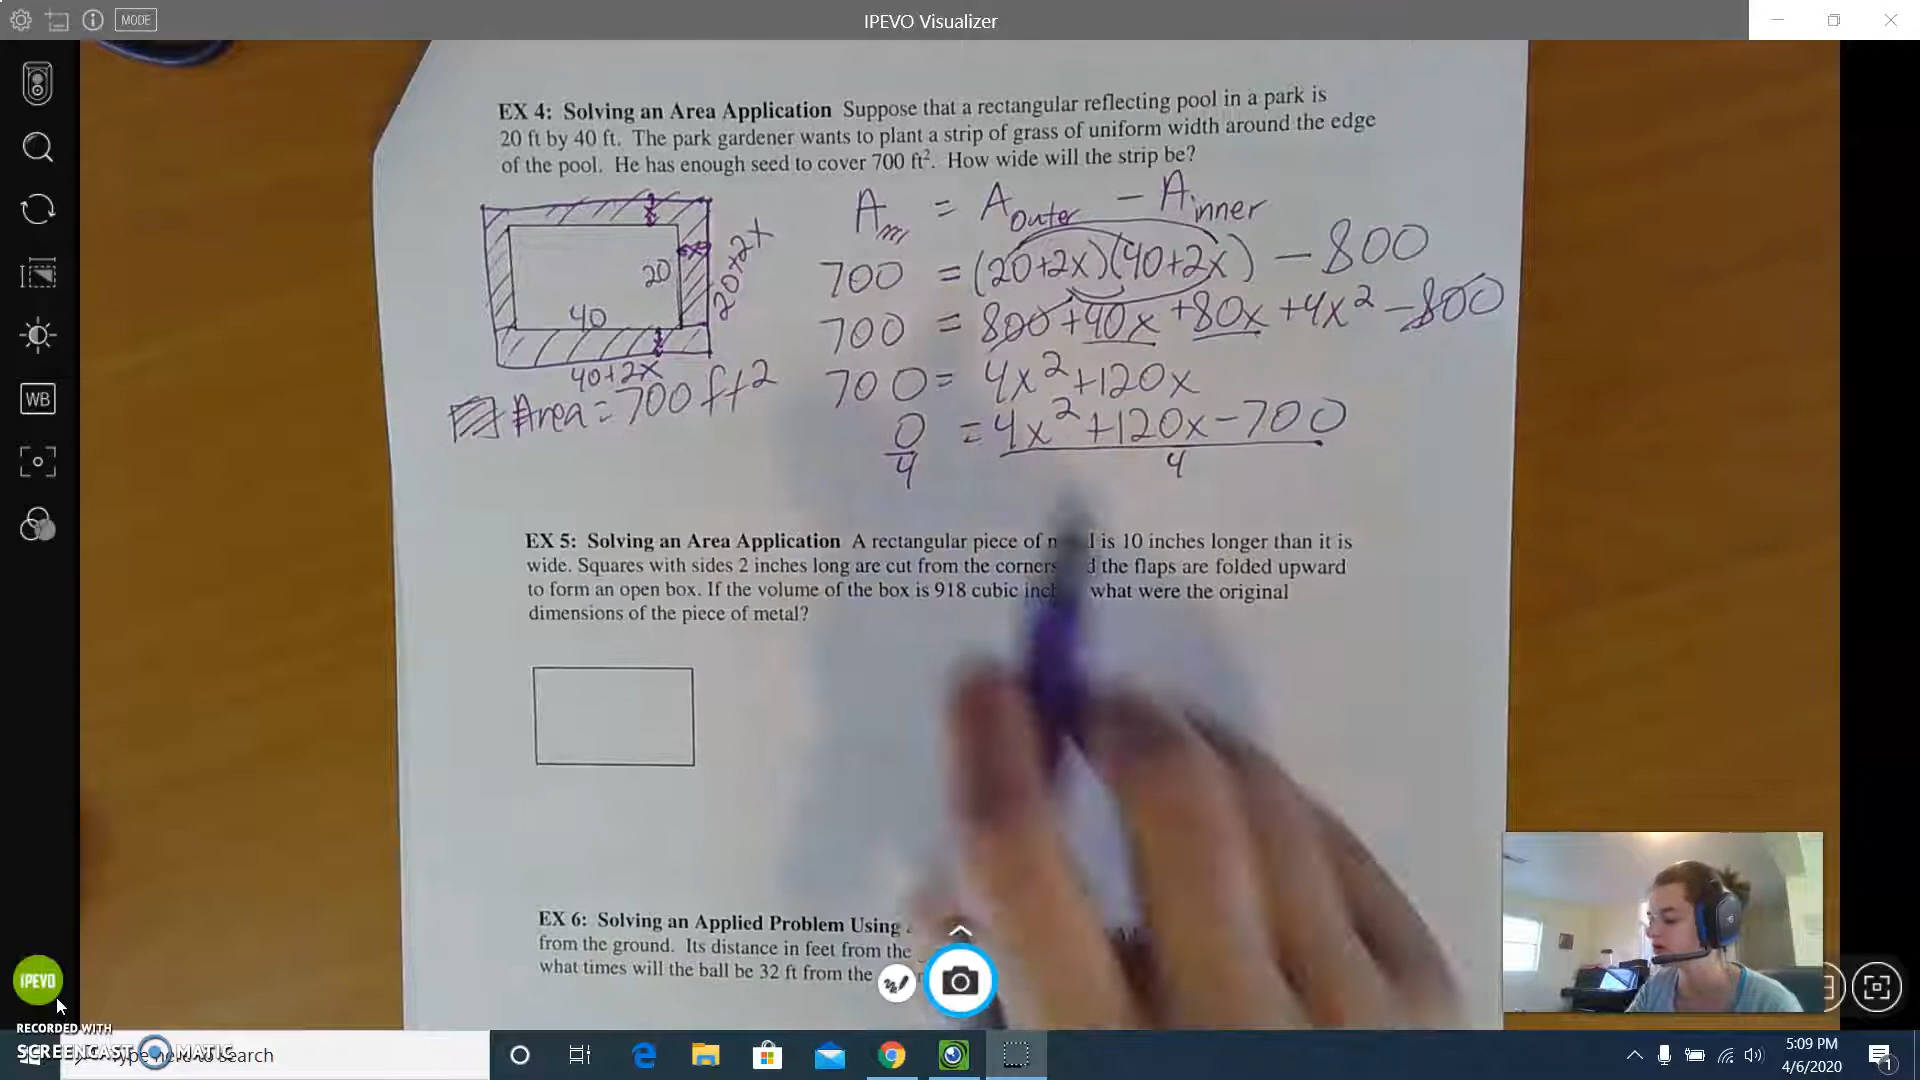 MODE
IPEVO Visualizer
EX 4: Solving an Area Application Suppose that a rectangular reflecting pool in a park is
20 ft by 40 ft. The park gardener wants to plant a strip of grass of uniform width around the edge
of the pool. He has enough seed to cover 700 ft². How wide will the strip be?
A = A outer - A inner
700 = (20+2x)(40+2x) - 800
700 = 800 + 40x + 80x + 4x² - 800
700 = 4x² + 120x
0 = 4x² + 120x - 700
4 4
x
x
20
20+2x
40
x
40+2x
Area = 700 ft²
WB
EX 5: Solving an Area Application A rectangular piece of is 10 inches longer than it is
wide. Squares with sides 2 inches long are cut from the corners the flaps are folded upward
to form an open box. If the volume of the box is 918 cubic what were the original
dimensions of the piece of metal?
EX 6: Solving an Applied Problem Using
from the ground. Its distance in feet from the
what times will the ball be 32 ft from the
IPEVO
RECORDED WITH
SCREENCAST MATIC
Type here to search
5:09 PM
4/6/2020
1